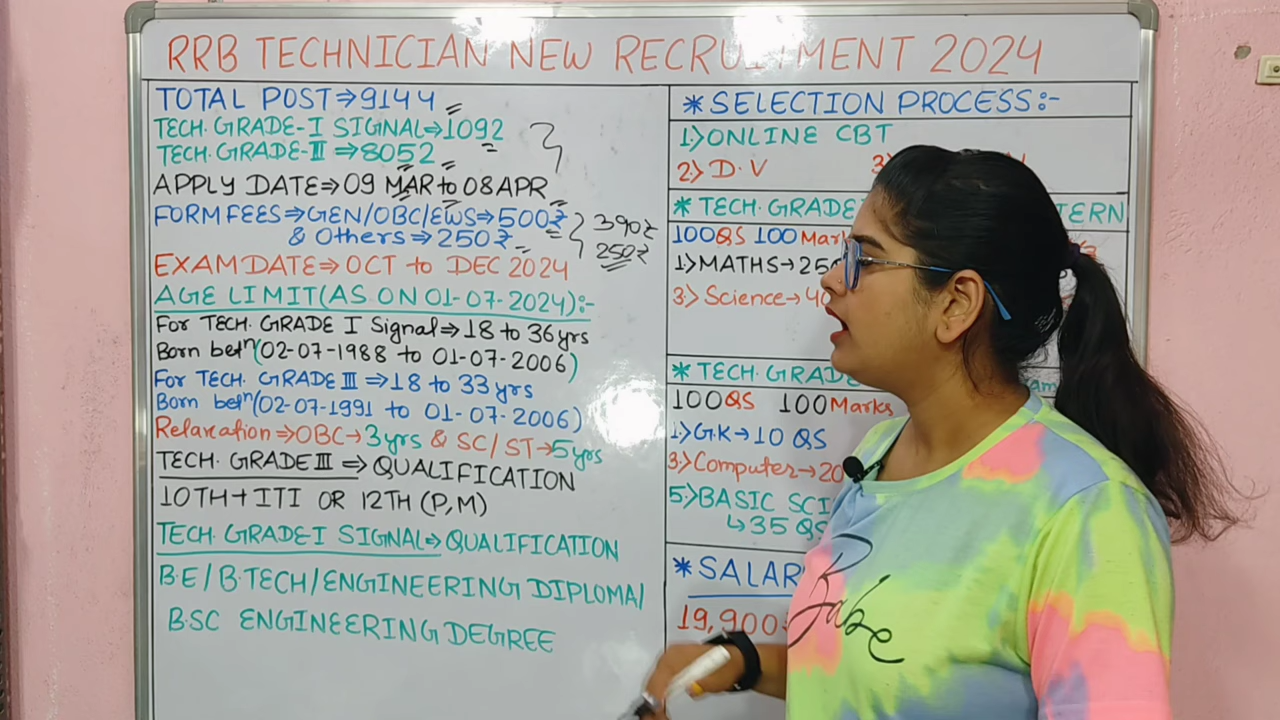 RRB TECHNICIAN NEW RECRUITMENT 2024
TOTAL POST⇒9144
TECH. GRADE-I SIGNAL⇒1092
TECH. GRADE-III ⇒8052
APPLY DATE⇒09 MAR to 08 APR
FORM FEES⇒GEN/OBC/EWS⇒500₹
& Others ⇒250₹
390₹
250₹
EXAM DATE⇒OCT to DEC 2024
AGE LIMIT(AS ON 01-07-2024):-
For TECH. GRADE I Signal⇒18 to 36yrs
Born betn(02-07-1988 to 01-07-2006)
For TECH. GRADE III ⇒18 to 33yrs
Born betn(02-07-1991 to 01-07-2006)
Relaxation⇒OBC→3yrs & SC/ST→5yrs
TECH. GRADE III ⇒QUALIFICATION
10TH+ITI OR 12TH (P,M)
TECH. GRADE I SIGNAL⇒QUALIFICATION
B.E/B.TECH/ENGINEERING DIPLOMA/
B.SC ENGINEERING DEGREE
* SELECTION PROCESS:-
1.)ONLINE CBT
2.) D.V
* TECH. GRADE
100QS 100 Mar
1.)MATHS→25
3.) Science→40
* TECH. GRADE
100QS 100Marks
1.)G.K→10 QS
3.)Computer→20
5.)BASIC SCI
↳35 QS
* SALAR
19,900
Babe